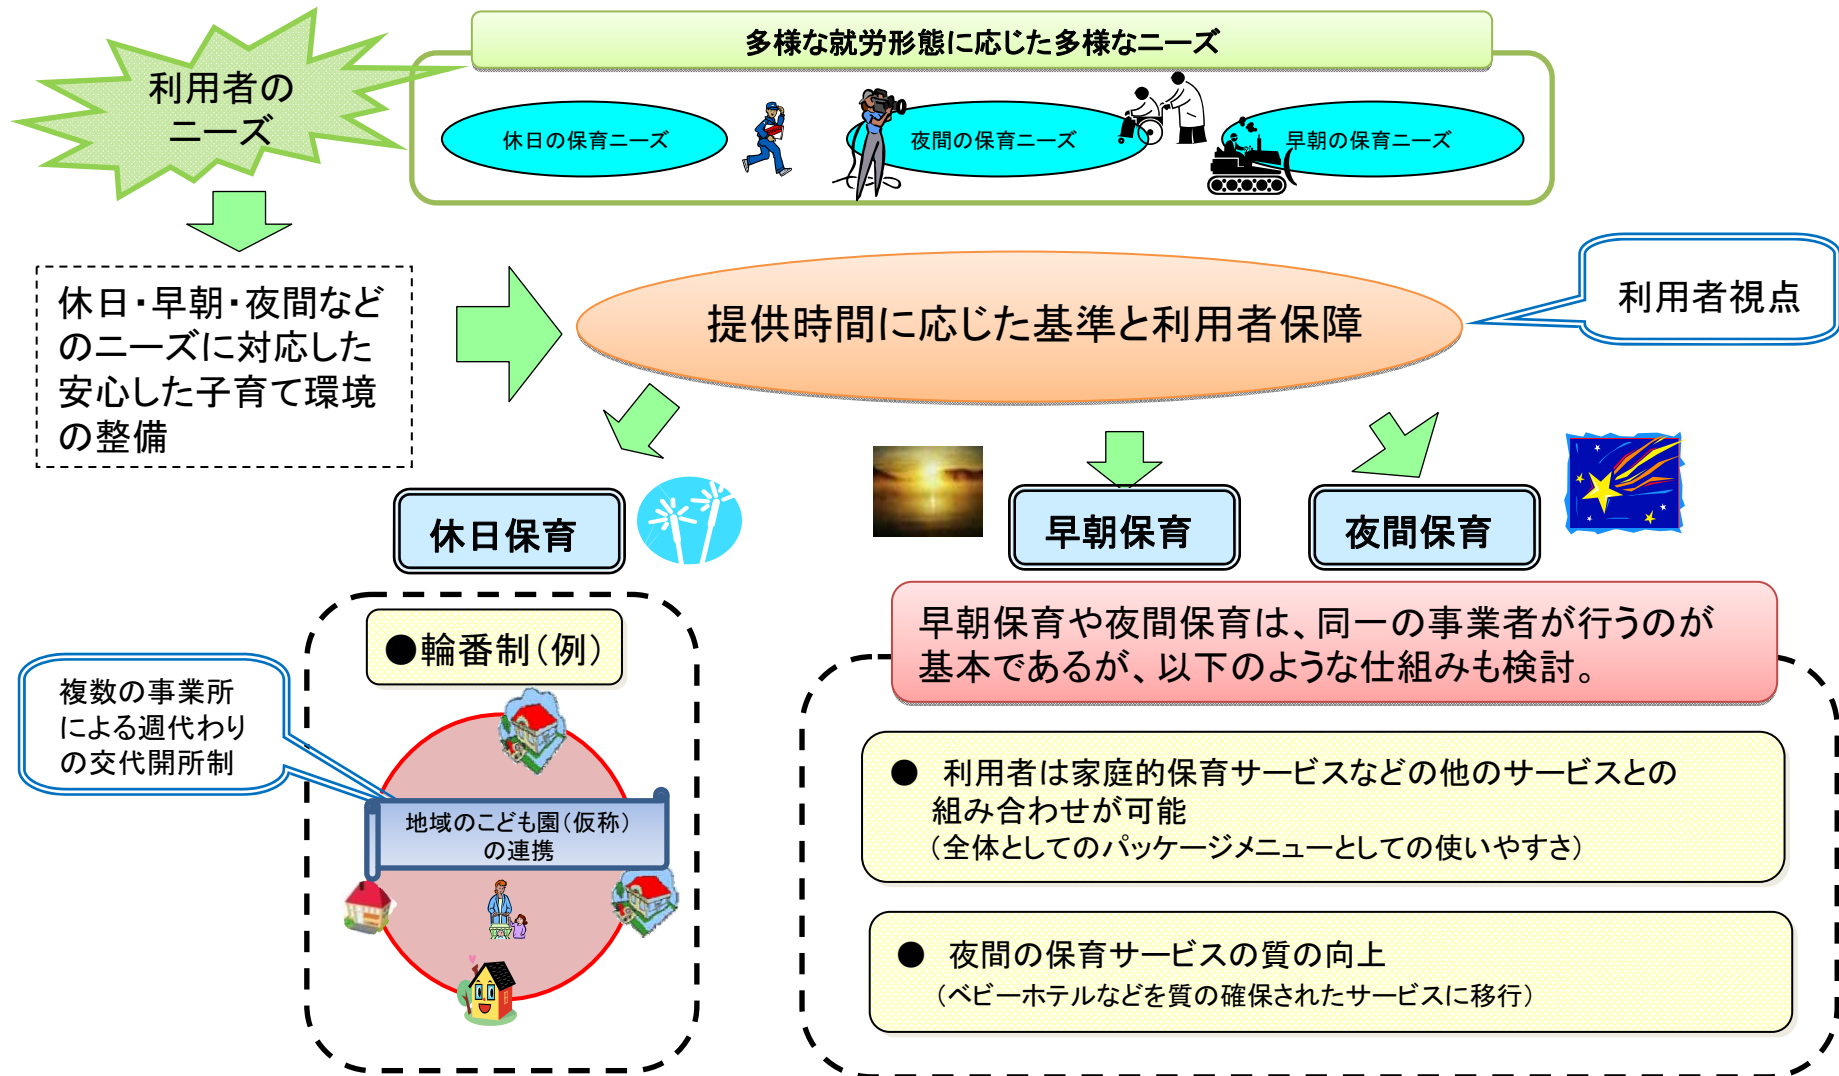 多様な就労形態に応じた多様なニーズ
利用者の
ニーズ
休日の保育ニーズ
夜間の保育ニーズ
早朝の保育ニーズ
休日・早朝・夜間など
のニーズに対応した
安心した子育て環境
の整備
提供時間に応じた基準と利用者保障
利用者視点
休日保育
早朝保育
夜間保育
●輪番制(例)
複数の事業所
による週代わり
の交代開所制
地域のこども園(仮称)
の連携
早朝保育や夜間保育は、同一の事業者が行うのが
基本であるが、以下のような仕組みも検討。
● 利用者は家庭的保育サービスなどの他のサービスとの
組み合わせが可能
(全体としてのパッケージメニューとしての使いやすさ)
● 夜間の保育サービスの質の向上
(ベビーホテルなどを質の確保されたサービスに移行)